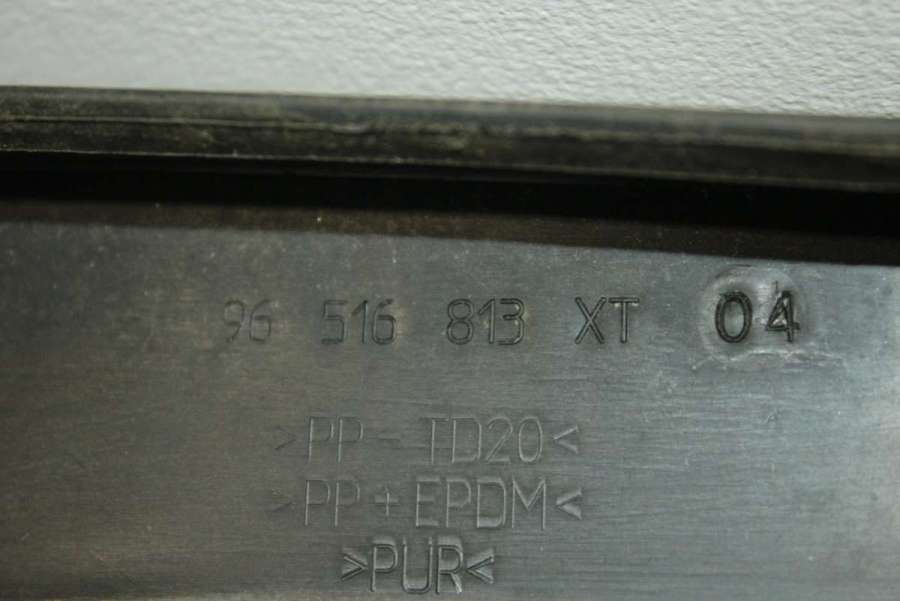 96 516 813 XT 04
>PP-TD20<
>PP+EPDM<
>PUR<